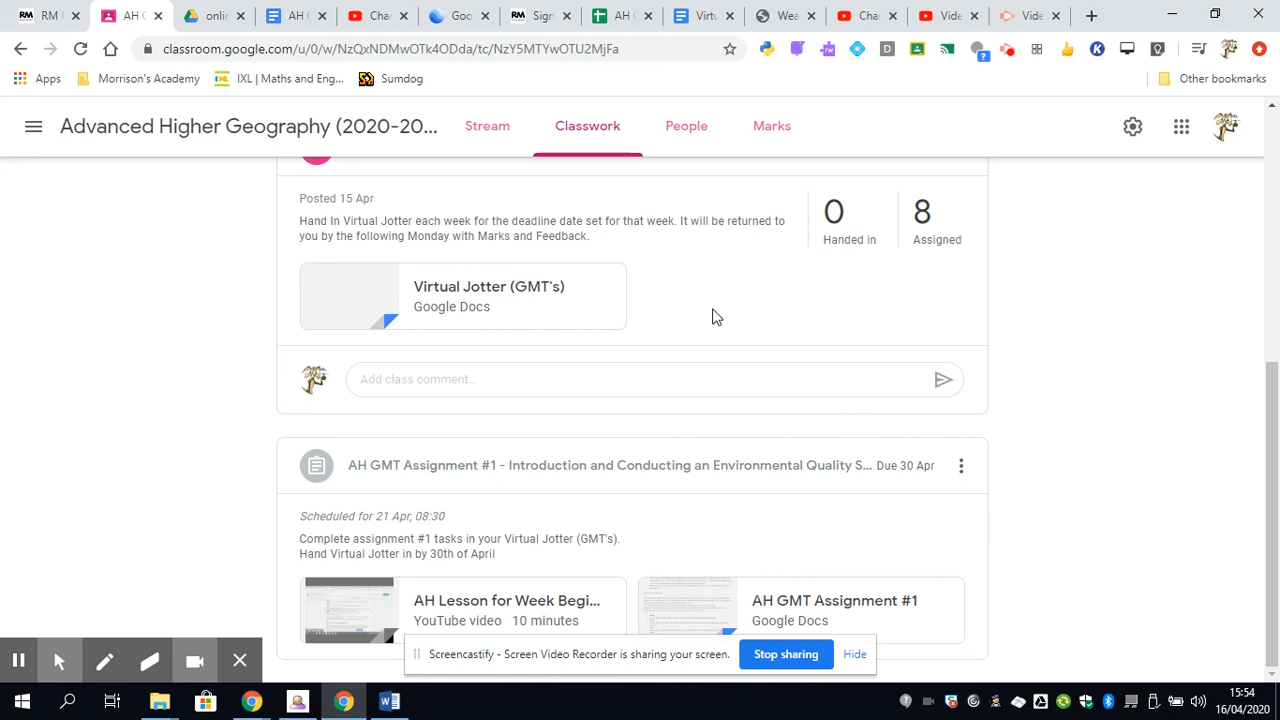 RM
AH G
onlin
AH G
Cha
Goo
Sign
AH G
Virtu
Wea
Chai
Vide
Vide
classroom.google.com/u/0/w/NzQxNDMwOTk4ODda/tc/NzY5MTYwOTU2MjFa
Apps
Morrison's Academy
IXL | Maths and Eng...
Sumdog
Other bookmarks
Advanced Higher Geography (2020-20...
Stream
Classwork
People
Marks
Posted 15 Apr
Hand In Virtual Jotter each week for the deadline date set for that week. It will be returned to
you by the following Monday with Marks and Feedback.
0
Handed in
8
Assigned
Virtual Jotter (GMT's)
Google Docs
Add class comment...
AH GMT Assignment #1 - Introduction and Conducting an Environmental Quality S...
Due 30 Apr
Scheduled for 21 Apr, 08:30
Complete assignment #1 tasks in your Virtual Jotter (GMT's).
Hand Virtual Jotter in by 30th of April
AH Lesson for Week Begi...
YouTube video 10 minutes
AH GMT Assignment #1
Google Docs
Screencastify - Screen Video Recorder is sharing your screen.
Stop sharing
Hide
15:54
16/04/2020